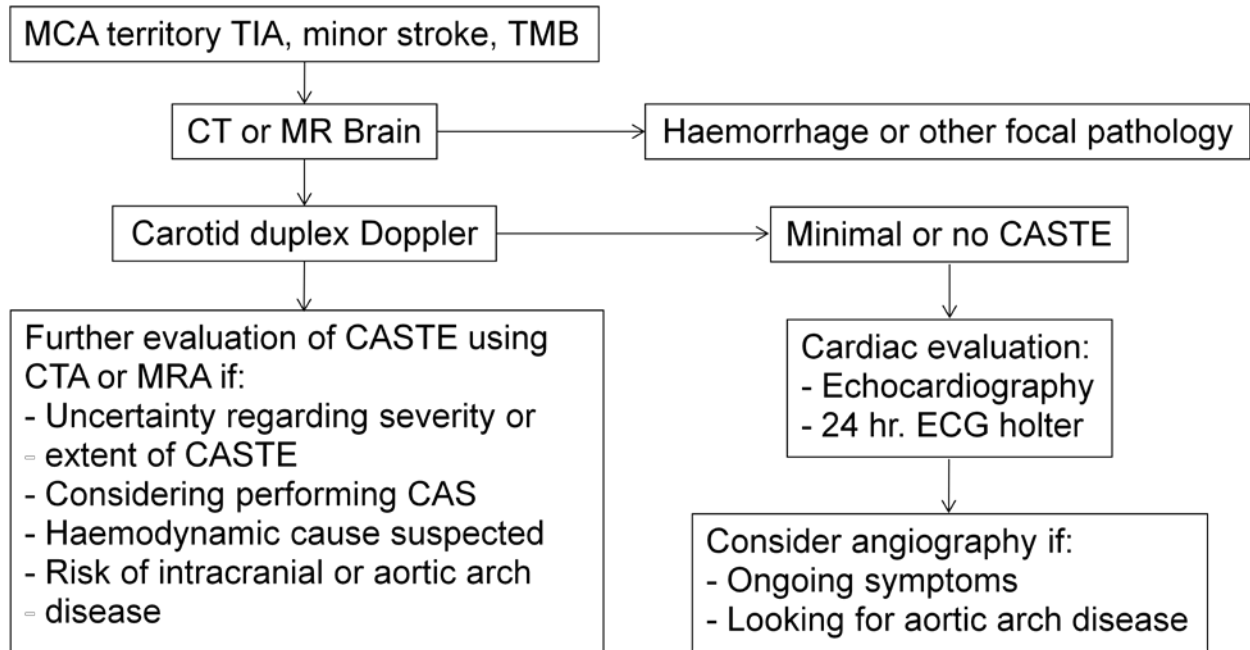 MCA territory TIA, minor stroke, TMB
CT or MR Brain
Haemorrhage or other focal pathology
Carotid duplex Doppler
Minimal or no CASTE
Further evaluation of CASTE using
CTA or MRA if:
- Uncertainty regarding severity or
- extent of CASTE
- Considering performing CAS
- Haemodynamic cause suspected
- Risk of intracranial or aortic arch
- disease
Cardiac evaluation:
- Echocardiography
- 24 hr. ECG holter
Consider angiography if:
- Ongoing symptoms
- Looking for aortic arch disease